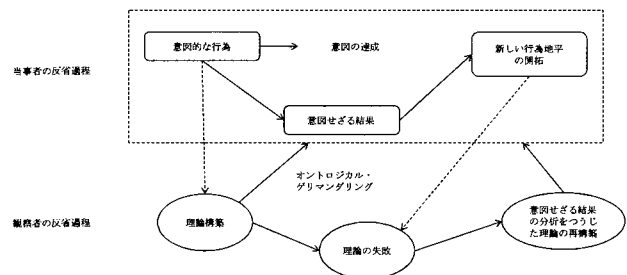 意図的な行為
意図の達成
新しい行為地平
の開拓
当事者の反省過程
意図せざる結果
オントロジカル・
ゲリマンダリング
観察者の反省過程
理論構築
理論の失敗
意図せざる結果
の分析をつうじ
た理論の再構築